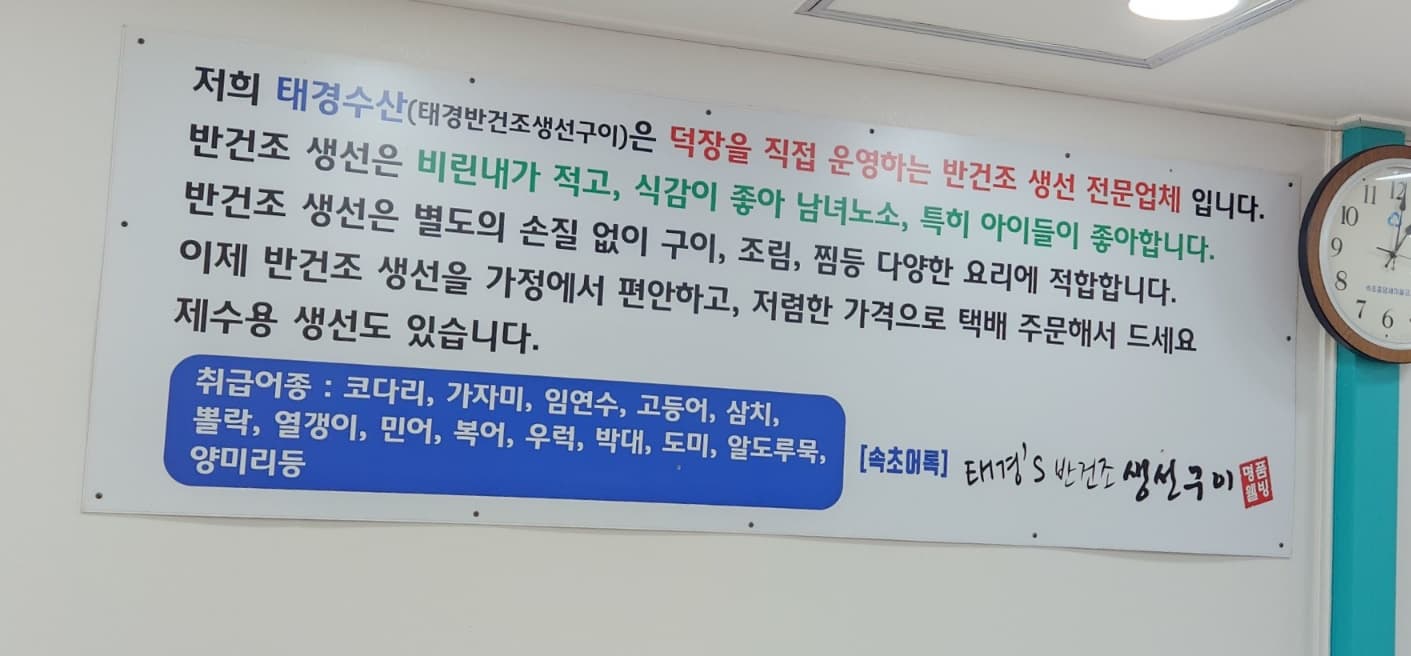 저희 태경수산(태경반건조생선구이)은 덕장을 직접 운영하는 반건조 생선 전문업체 입니다.
반건조 생선은 비린내가 적고, 식감이 좋아 남녀노소, 특히 아이들이 좋아합니다.
반건조 생선은 별도의 손질 없이 구이, 조림, 찜등 다양한 요리에 적합합니다.
이제 반건조 생선을 가정에서 편안하고, 저렴한 가격으로 택배 주문해서 드세요
제수용 생선도 있습니다.
취급어종 : 코다리, 가자미, 임연수, 고등어, 삼치,
뽈락, 열갱이, 민어, 복어, 우럭, 박대, 도미, 알도루묵,
양미리등
[속초어록] 태경's 반건조 생선구이
명품
웰빙
11 12
10
9
8
7 6